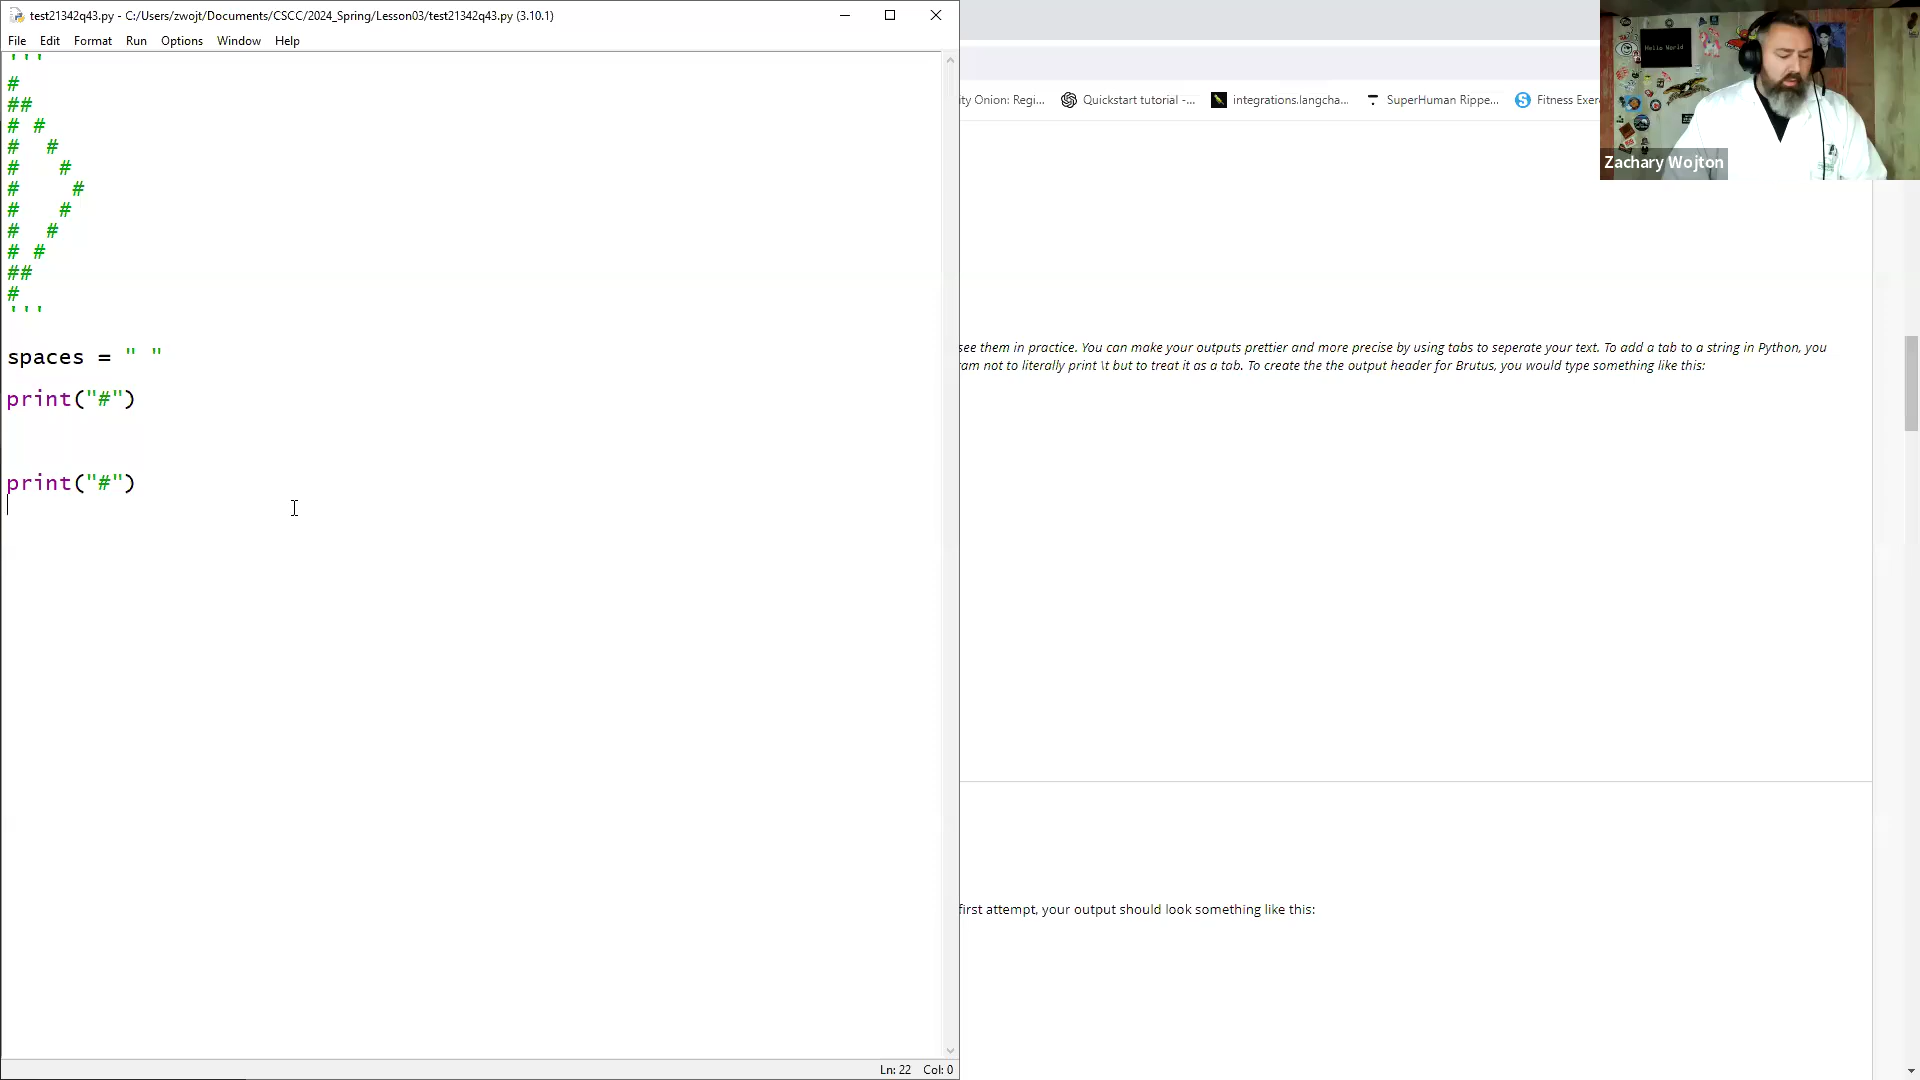 test21342q43.py - C:/Users/zwojt/Documents/CSCC/2024_Spring/Lesson03/test21342q43.py (3.10.1)
File Edit Format Run Options Window Help
'''
#
##
# #
#  #
#   #
#    #
#   #
#  #
# #
##
#
'''
spaces = " "
print("#")
print("#")
Ln: 22 Col: 0
ity Onion: Regi... Quickstart tutorial -... integrations.langcha... SuperHuman Rippe... Fitness Exer
see them in practice. You can make your outputs prettier and more precise by using tabs to seperate your text. To add a tab to a string in Python, you
ram not to literally print \t but to treat it as a tab. To create the the output header for Brutus, you would type something like this:
first attempt, your output should look something like this:
Hello World
Zachary Wojton